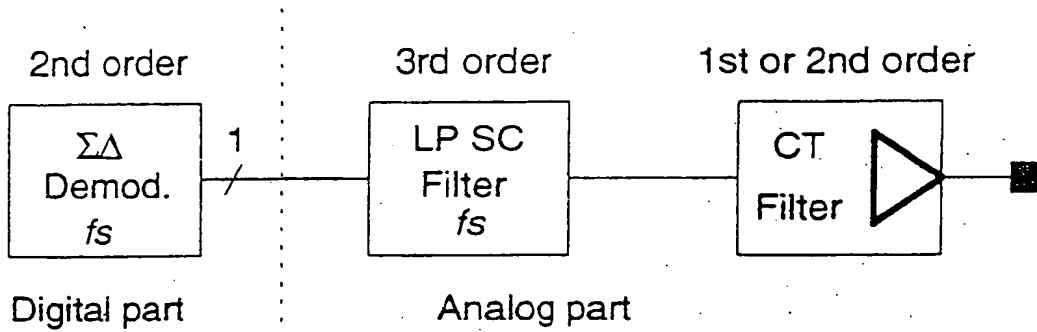 2nd order
3rd order
1st or 2nd order
ΣΔ
Demod.
fs
1
LP SC
Filter
fs
CT
Filter
Digital part
Analog part